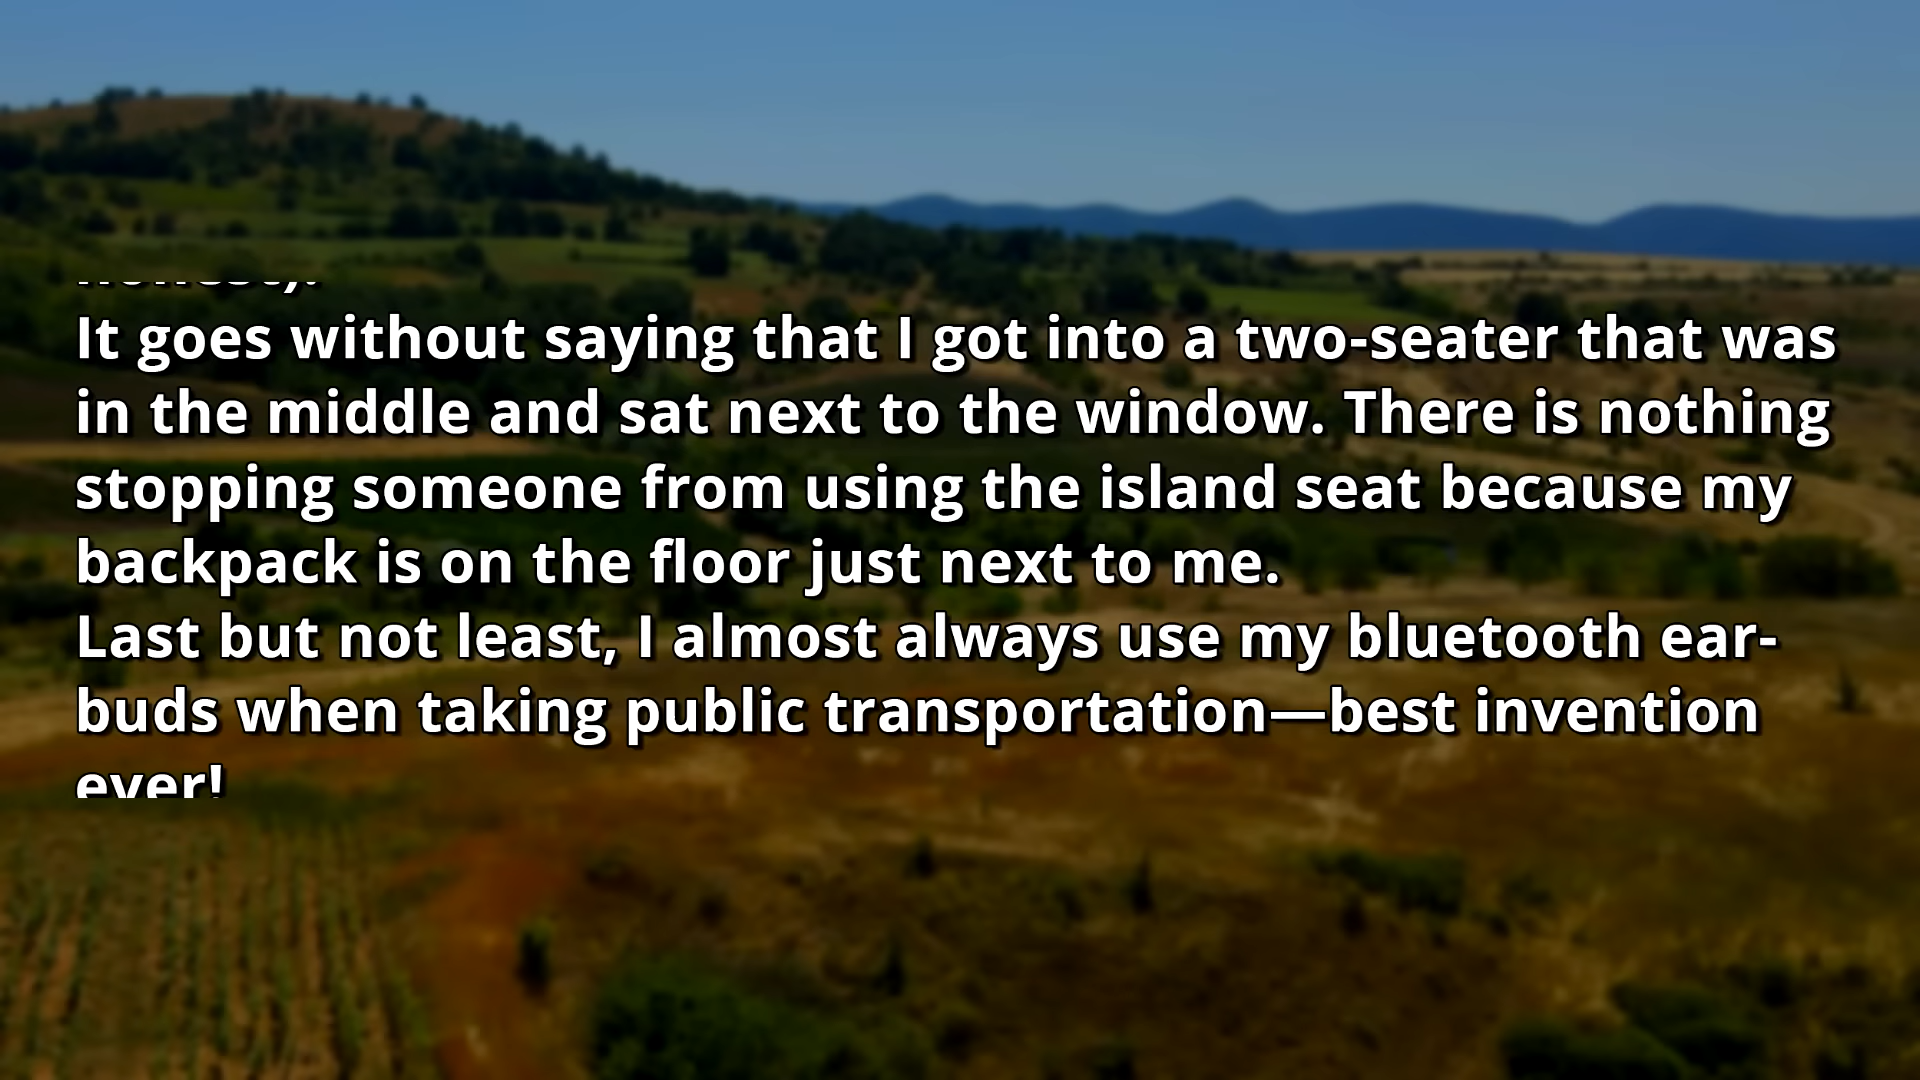 honest).
It goes without saying that I got into a two-seater that was
in the middle and sat next to the window. There is nothing
stopping someone from using the island seat because my
backpack is on the floor just next to me.
Last but not least, I almost always use my bluetooth ear-
buds when taking public transportation—best invention
ever!